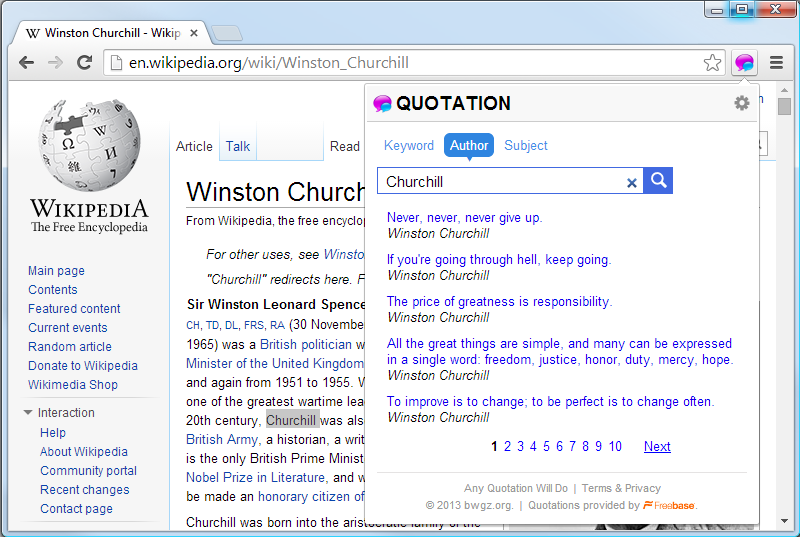 Winston Churchill - Wikip
en.wikipedia.org/wiki/Winston_Churchill
WIKIPEDIA
The Free Encyclopedia
Main page
Contents
Featured content
Current events
Random article
Donate to Wikipedia
Wikimedia Shop
Interaction
Help
About Wikipedia
Community portal
Recent changes
Contact page
Article Talk Read
Winston Church
From Wikipedia, the free encyclop
For other uses, see Winsto
"Churchill" redirects here. F
Sir Winston Leonard Spence
CH, TD, DL, FRS, RA (30 November
1965) was a British politician w
Minister of the United Kingdom
and again from 1951 to 1955. W
one of the greatest wartime lea
20th century, Churchill was also
British Army, a historian, a writ
is the only British Prime Minist
Nobel Prize in Literature, and w
be made an honorary citizen of
Churchill was born into the aristocratic family of the
QUOTATION
Keyword Author Subject
Churchill
Never, never, never give up.
Winston Churchill
If you're going through hell, keep going.
Winston Churchill
The price of greatness is responsibility.
Winston Churchill
All the great things are simple, and many can be expressed
in a single word: freedom, justice, honor, duty, mercy, hope.
Winston Churchill
To improve is to change; to be perfect is to change often.
Winston Churchill
1 2 3 4 5 6 7 8 9 10 Next
Any Quotation Will Do | Terms & Privacy
© 2013 bwgz.org. | Quotations provided by Freebase.